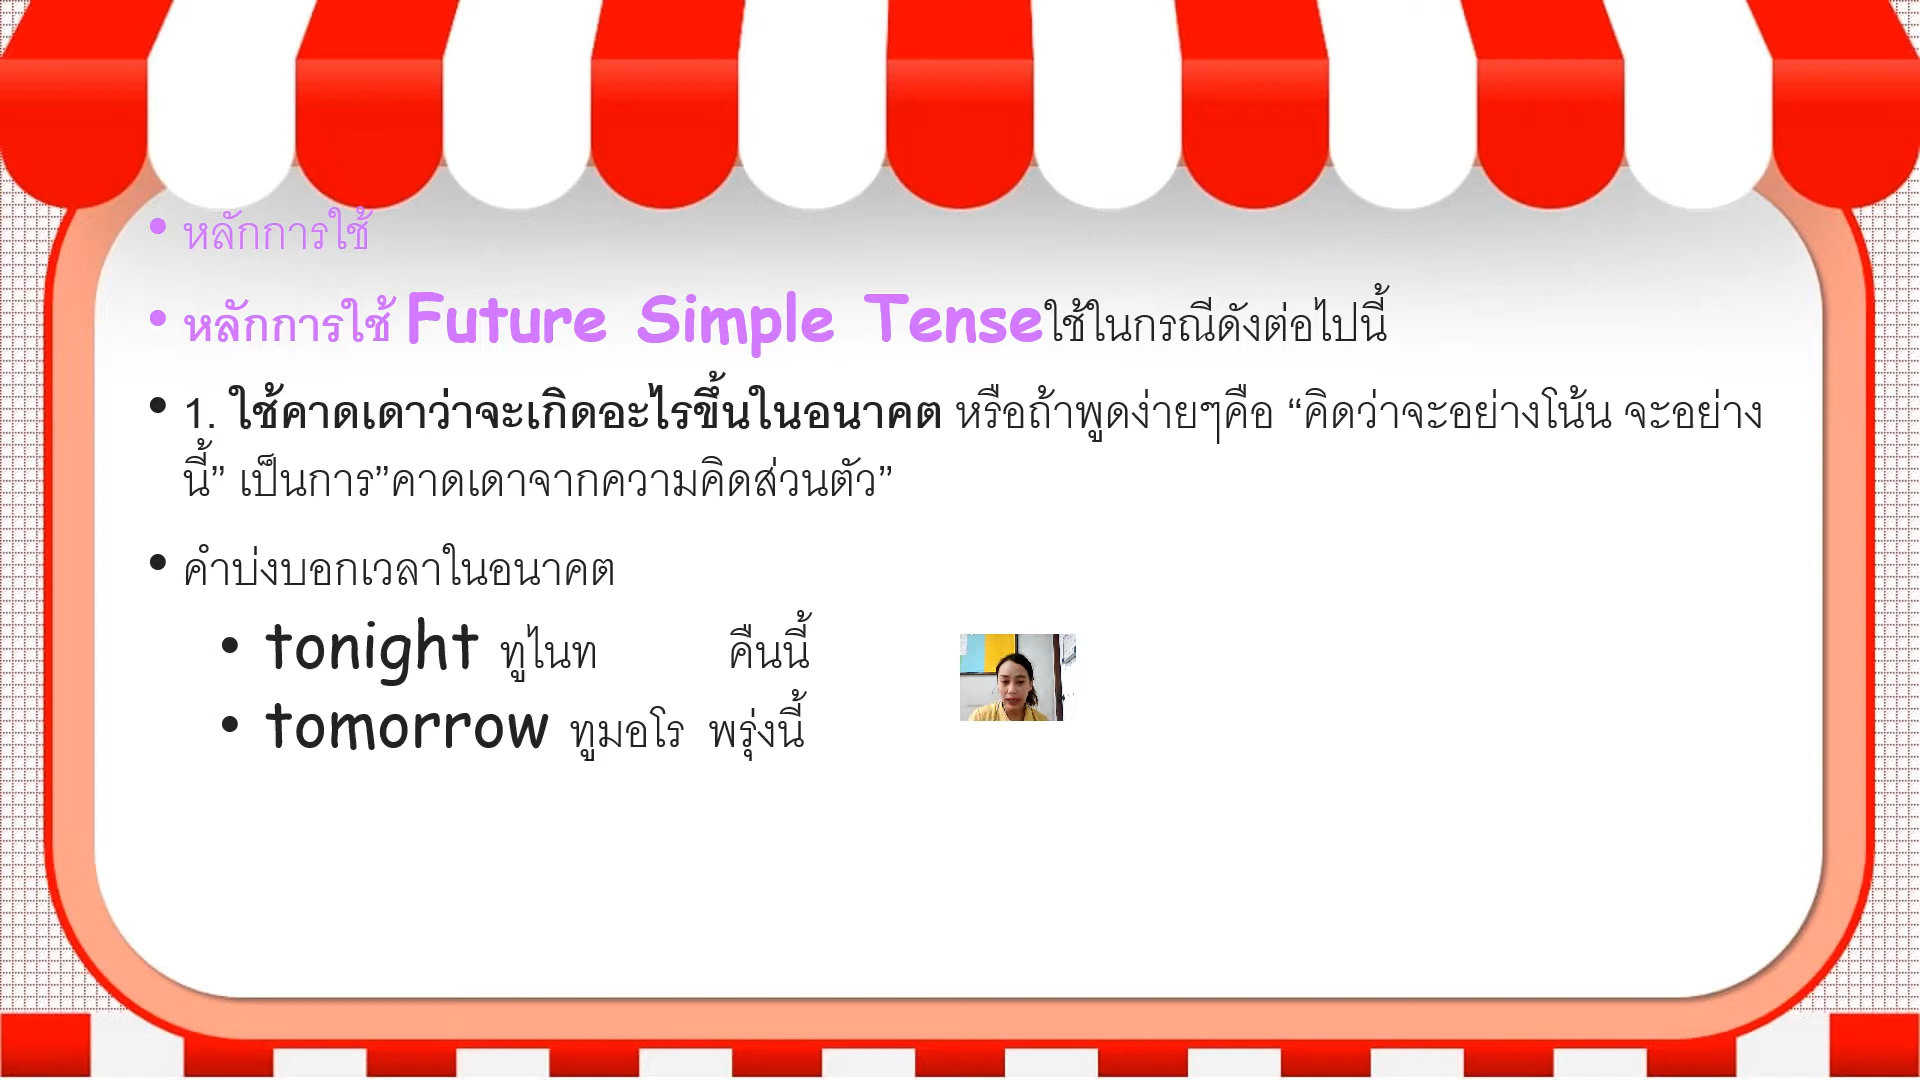 • หลักการใช้
• หลักการใช้ Future Simple Tenseใช้ในกรณีดังต่อไปนี้
• 1. ใช้คาดเดาว่าจะเกิดอะไรขึ้นในอนาคต หรือถ้าพูดง่ายๆคือ “คิดว่าจะอย่างโน้น จะอย่าง
นี้” เป็นการ”คาดเดาจากความคิดส่วนตัว”
• คำบ่งบอกเวลาในอนาคต
• tonight ทูไนท คืนนี้
• tomorrow ทูมอโร พรุ่งนี้